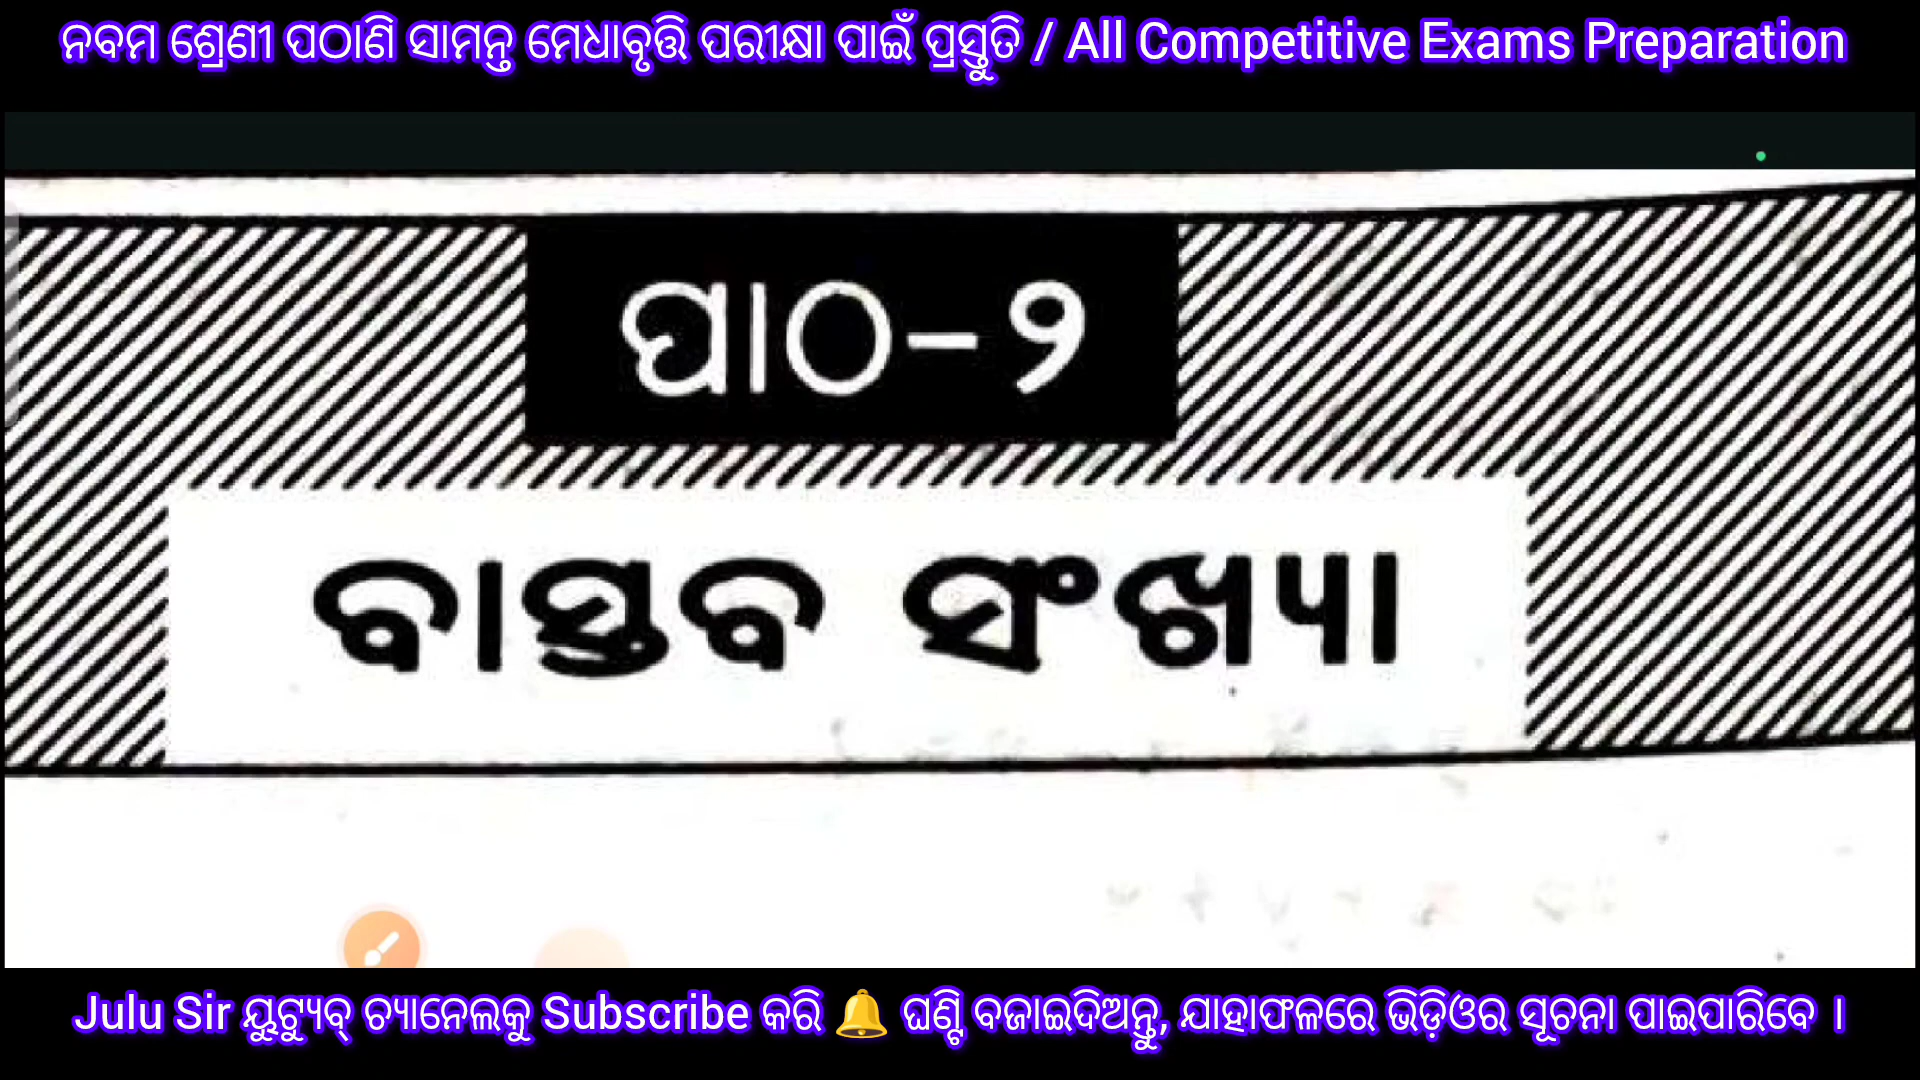 ନବମ ଶ୍ରେଣୀ ପଠାଣି ସାମନ୍ତ ମେଧାବୃତ୍ତି ପରୀକ୍ଷା ପାଇଁ ପ୍ରସ୍ତୁତି / All Competitive Exams Preparation
ପାଠ-୨
ବାସ୍ତବ ସଂଖ୍ୟା
Julu Sir ୟୁଟ୍ୟୁବ୍ ଚ୍ୟାନେଲକୁ Subscribe କରି 🔔 ଘଣ୍ଟି ବଜାଇଦିଅନ୍ତୁ, ଯାହାଫଳରେ ଭିଡ଼ିଓର ସୂଚନା ପାଇପାରିବେ ।